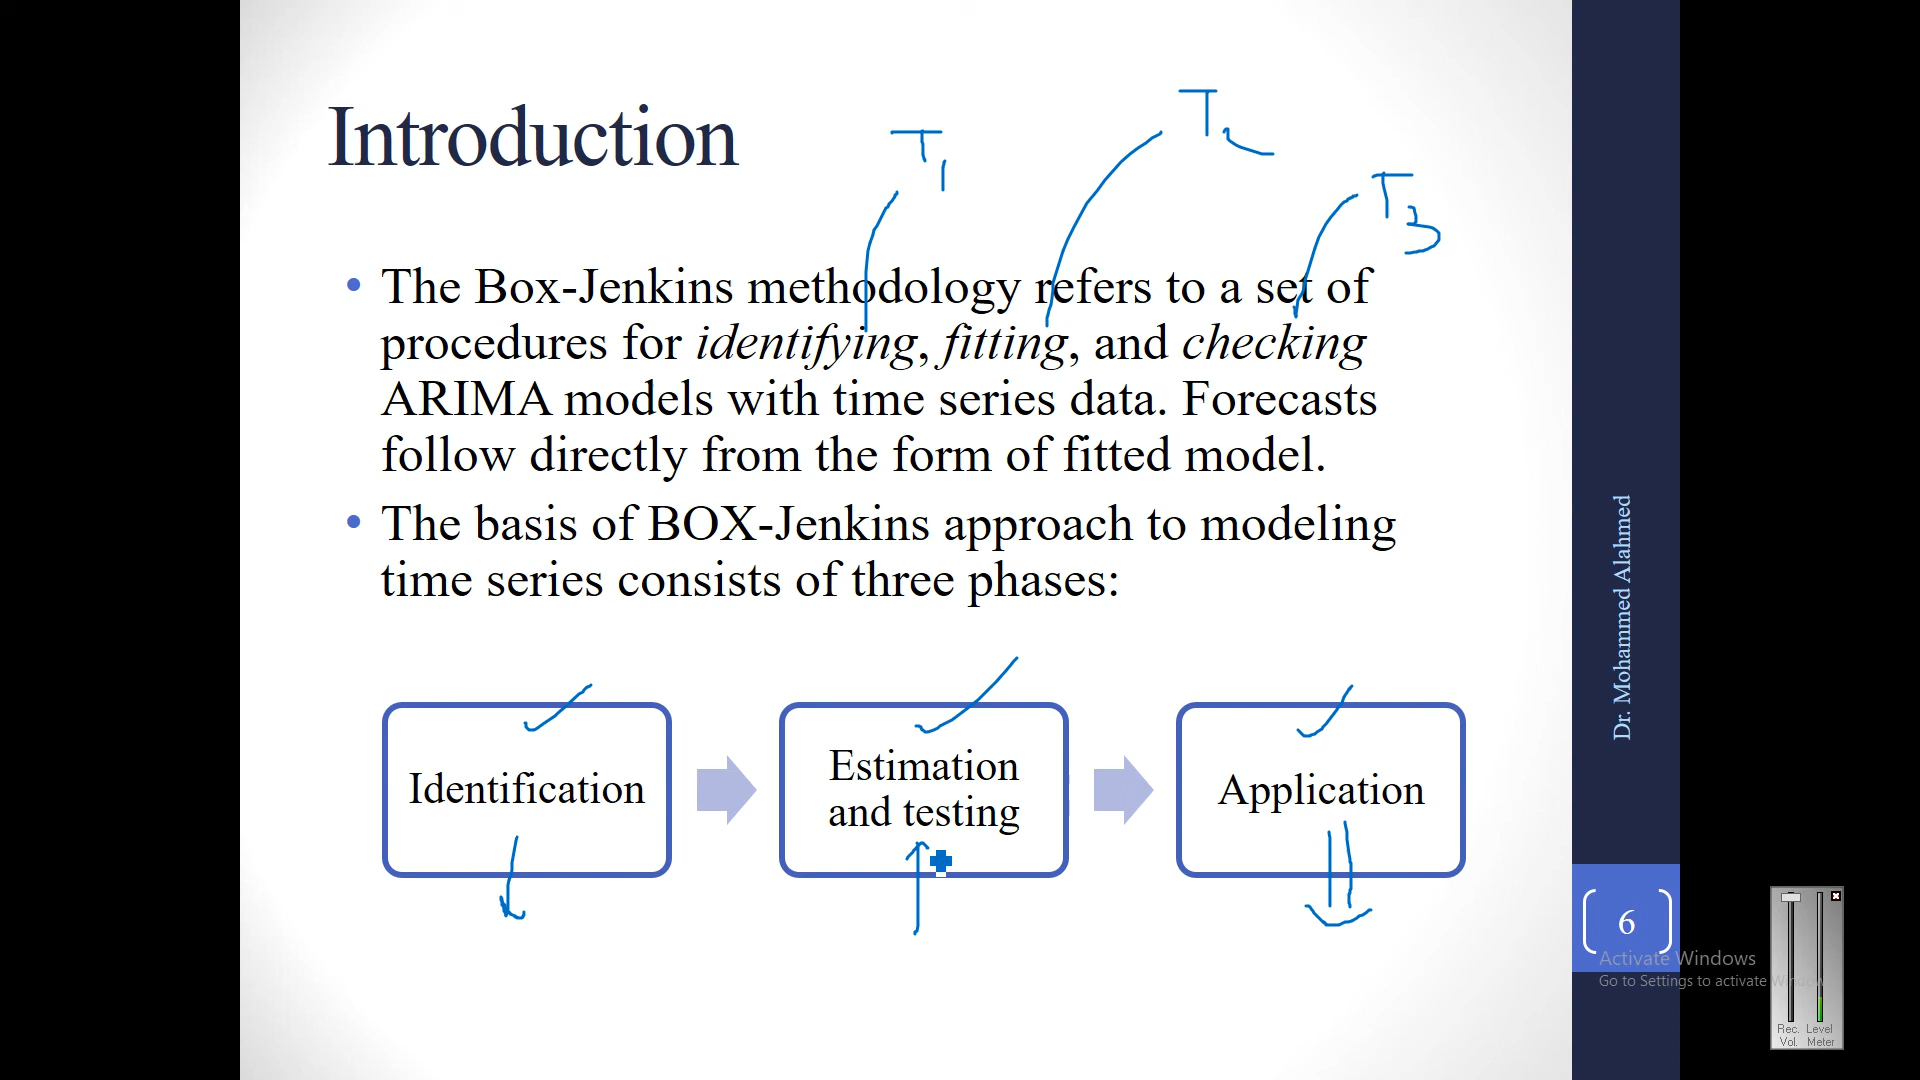 Introduction
T1
T2
T3
• The Box-Jenkins methodology refers to a set of
procedures for identifying, fitting, and checking
ARIMA models with time series data. Forecasts
follow directly from the form of fitted model.
• The basis of BOX-Jenkins approach to modeling
time series consists of three phases:
Identification
Estimation
and testing
Application
Dr. Mohammed Alahmed
6
Activate Windows
Go to Settings to activate Windows
Rec. Level
Vol. Meter